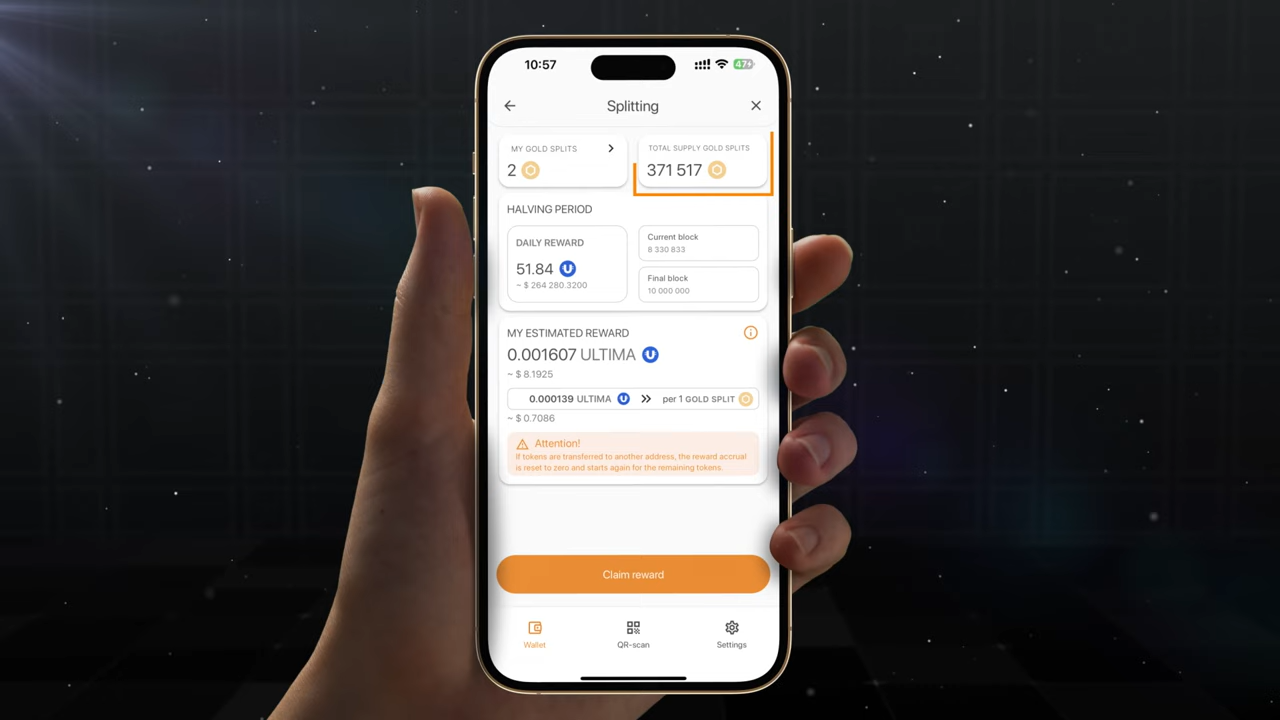 10:57
47
Splitting
MY GOLD SPLITS
2
TOTAL SUPPLY GOLD SPLITS
371 517
HALVING PERIOD
DAILY REWARD
51.84
~ $ 264 280.3200
Current block
8 330 833
Final block
10 000 000
MY ESTIMATED REWARD
0.001607 ULTIMA
~ $ 8.1925
0.000139 ULTIMA
per 1 GOLD SPLIT
~ $ 0.7086
Attention!
If tokens are transferred to another address, the reward accrual
is reset to zero and starts again for the remaining tokens.
Claim reward
Wallet
QR-scan
Settings